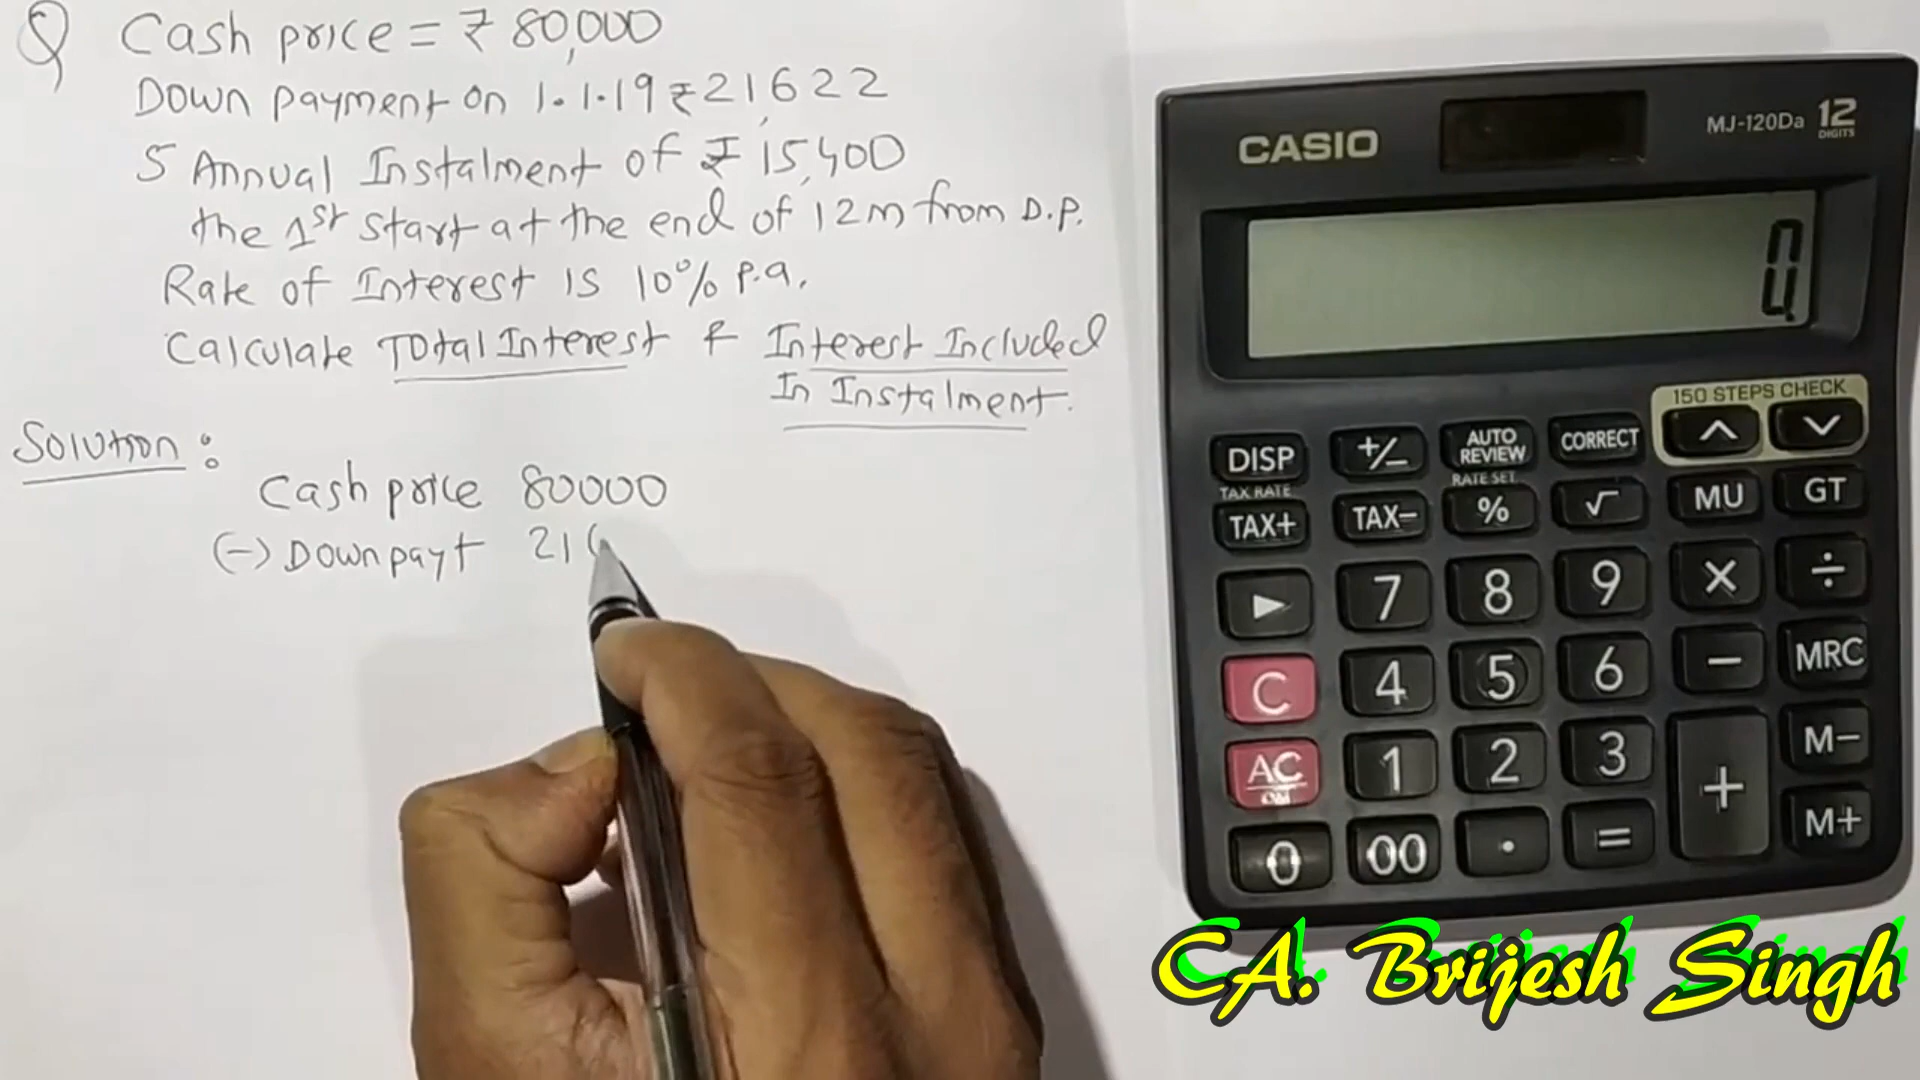 Q Cash price = ₹ 80,000
Down payment on 1.1.19 ₹ 21,622
5 Annual Instalment of ₹ 15,400
the 1st start at the end of 12m from D.P.
Rate of Interest is 10% p.a.
Calculate Total Interest & Interest Included
In Instalment.
Solution :
Cash price 80000
(-) Down payt 21
CASIO MJ-120Da 12 DIGITS
0
150 STEPS CHECK
DISP +/- AUTO REVIEW CORRECT ∧ ∨
TAX RATE RATE SET
TAX+ TAX- % √ MU GT
▶ 7 8 9 × ÷
C 4 5 6 - MRC
AC 1 2 3 + M-
0 00 . = M+
CA. Brijesh Singh